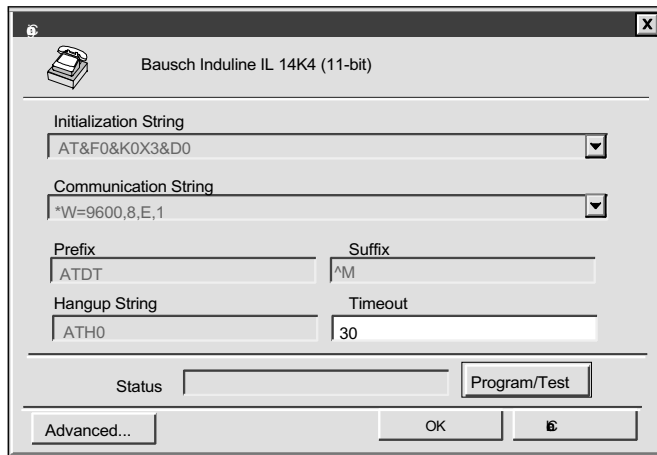 Bausch Induline IL 14K4 (11-bit)
Initialization String
AT&F0&K0X3&D0
Communication String
*W=9600,8,E,1
Prefix
Suffix
ATDT
^M
Hangup String
Timeout
ATH0
30
Status
Program/Test
Advanced...
OK